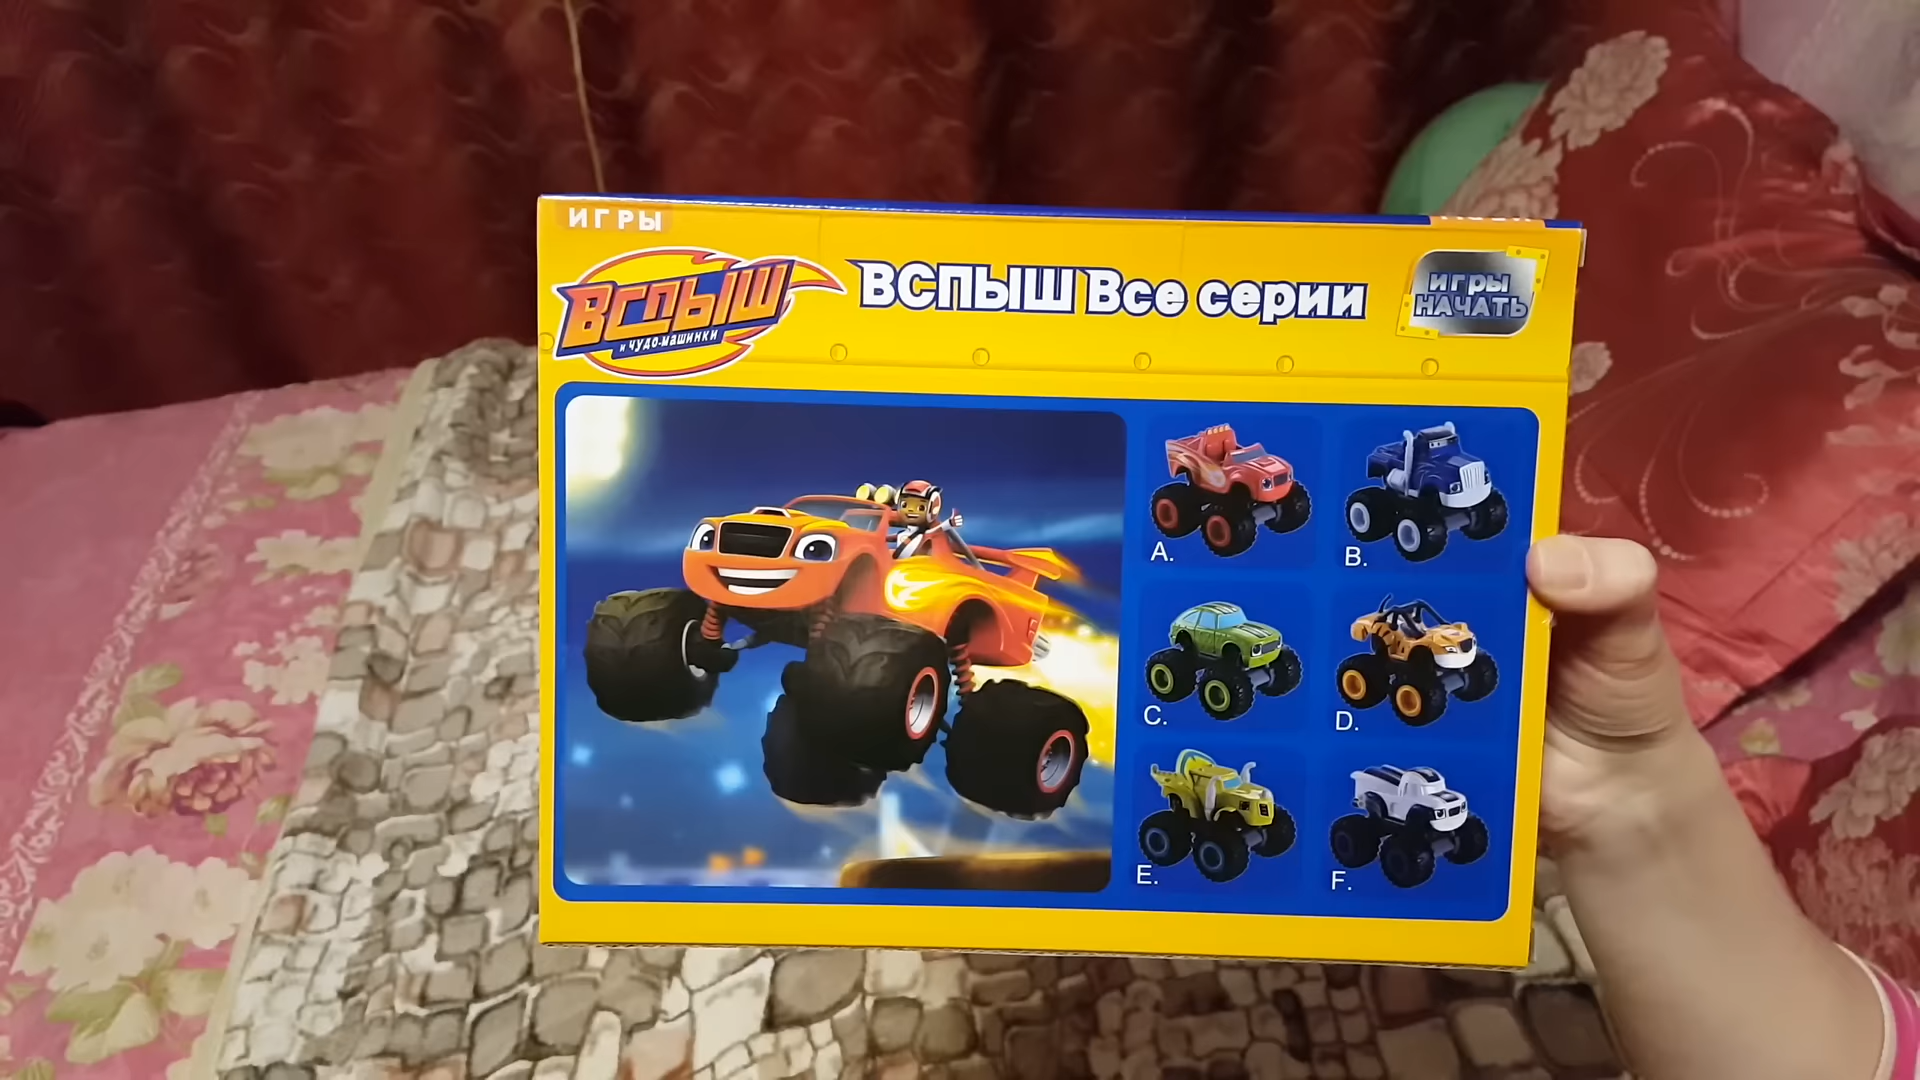 ИГРЫ
ВСПЫШ
и чудо-машинки
ВСПЫШ Все серии
ИГРЫ
НАЧАТЬ
A.
B.
C.
D.
E.
F.